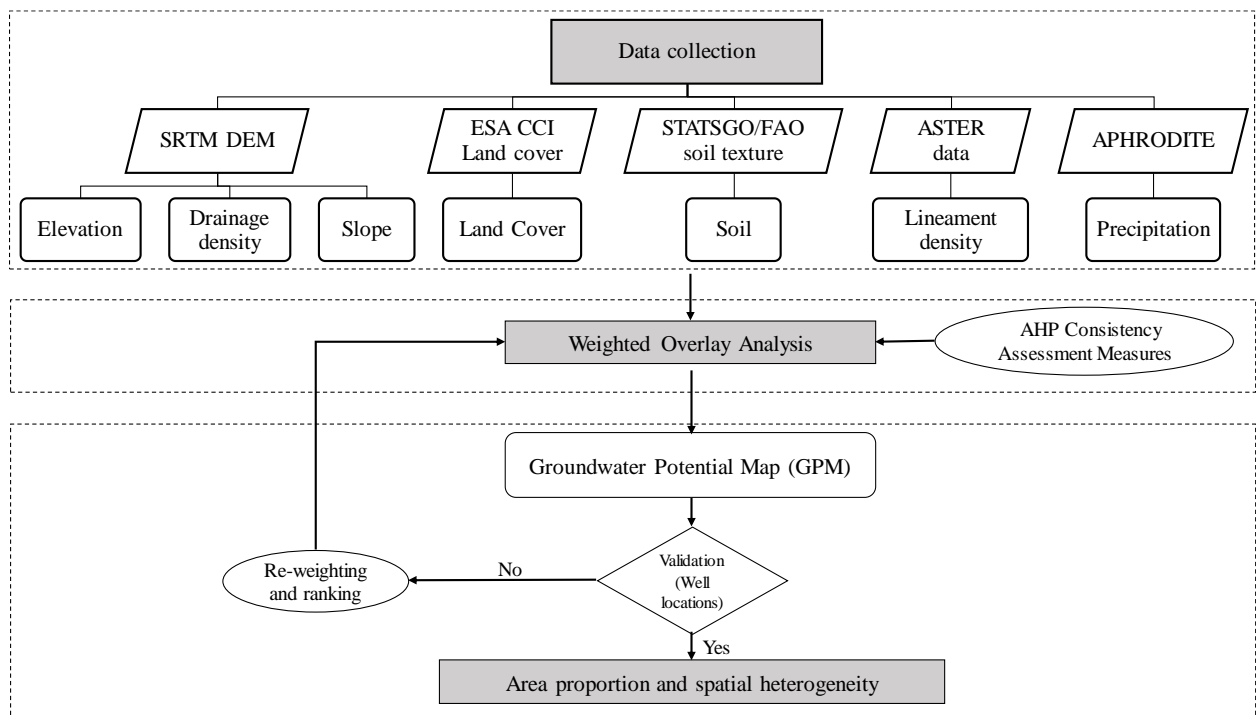 Data collection
SRTM DEM
ESA CCI
Land cover
STATSGO/FAO
soil texture
ASTER
data
APHRODITE
Elevation
Drainage
density
Slope
Land Cover
Soil
Lineament
density
Precipitation
Weighted Overlay Analysis
AHP Consistency
Assessment Measures
Groundwater Potential Map (GPM)
Validation
(Well
locations)
No
Re-weighting
and ranking
Yes
Area proportion and spatial heterogeneity